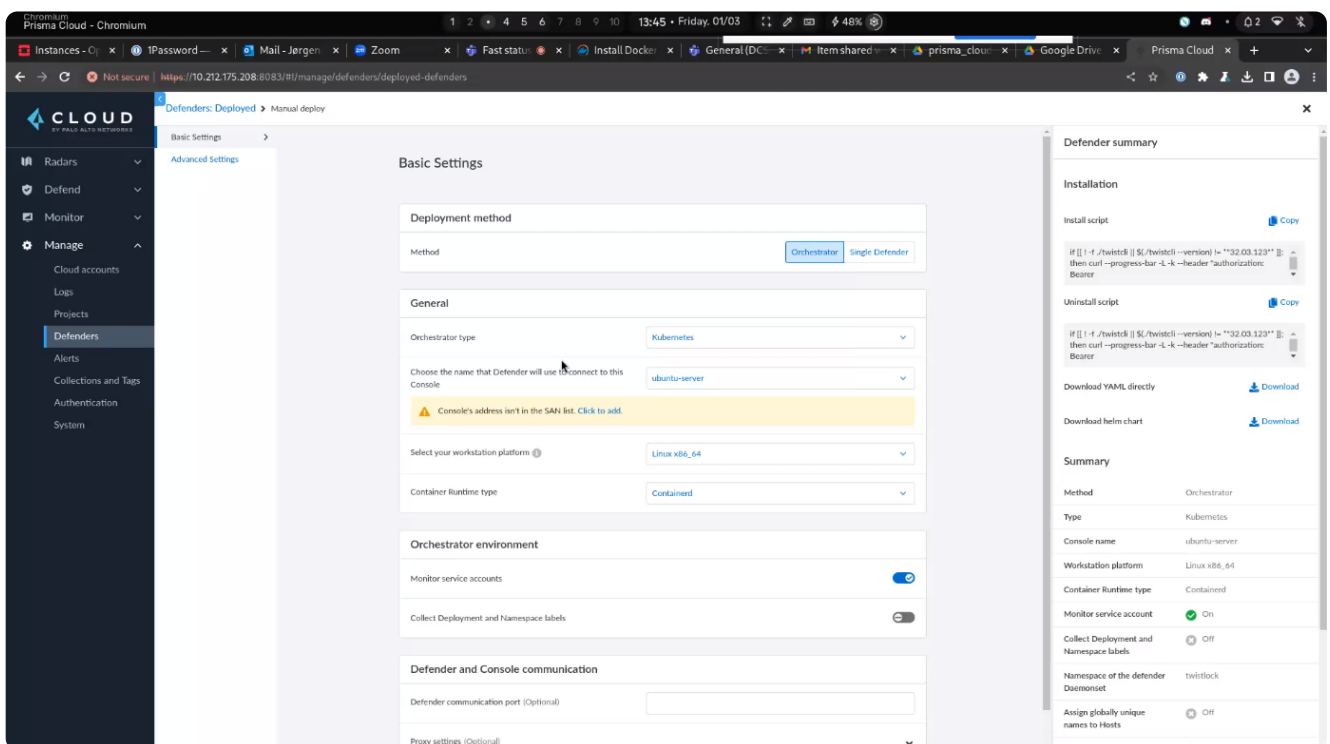 Chromium
Prisma Cloud - Chromium
1 2 • 4 5 6 7 8 9 10
13:45 • Friday, 01/03
48%
2
Instances - Op
1Password —
Mail - Jørgen
Zoom
Fast status
Install Docker
General (DCS
Item shared w
prisma_cloud
Google Drive
Prisma Cloud
Not secure
https://10.212.175.208:8083/#!/manage/defenders/deployed-defenders
CLOUD
BY PALO ALTO NETWORKS
Radars
Defend
Monitor
Manage
Cloud accounts
Logs
Projects
Defenders
Alerts
Collections and Tags
Authentication
System
Defenders: Deployed > Manual deploy
Basic Settings
Advanced Settings
Basic Settings
Deployment method
Method
Orchestrator
Single Defender
General
Orchestrator type
Kubernetes
Choose the name that Defender will use to connect to this
Console
ubuntu-server
Console's address isn't in the SAN list. Click to add.
Select your workstation platform
Linux x86_64
Container Runtime type
Containerd
Orchestrator environment
Monitor service accounts
Collect Deployment and Namespace labels
Defender and Console communication
Defender communication port (Optional)
Proxy settings (Optional)
Defender summary
Installation
Install script
Copy
if [[ ! -f ./twistcli || $(./twistcli --version) != *"32.03.123"* ]];
then curl --progress-bar -L -k --header "authorization:
Bearer
Uninstall script
Copy
if [[ ! -f ./twistcli || $(./twistcli --version) != *"32.03.123"* ]];
then curl --progress-bar -L -k --header "authorization:
Bearer
Download YAML directly
Download
Download helm chart
Download
Summary
Method
Orchestrator
Type
Kubernetes
Console name
ubuntu-server
Workstation platform
Linux x86_64
Container Runtime type
Containerd
Monitor service account
On
Collect Deployment and
Namespace labels
Off
Namespace of the defender
Daemonset
twistlock
Assign globally unique
names to Hosts
Off